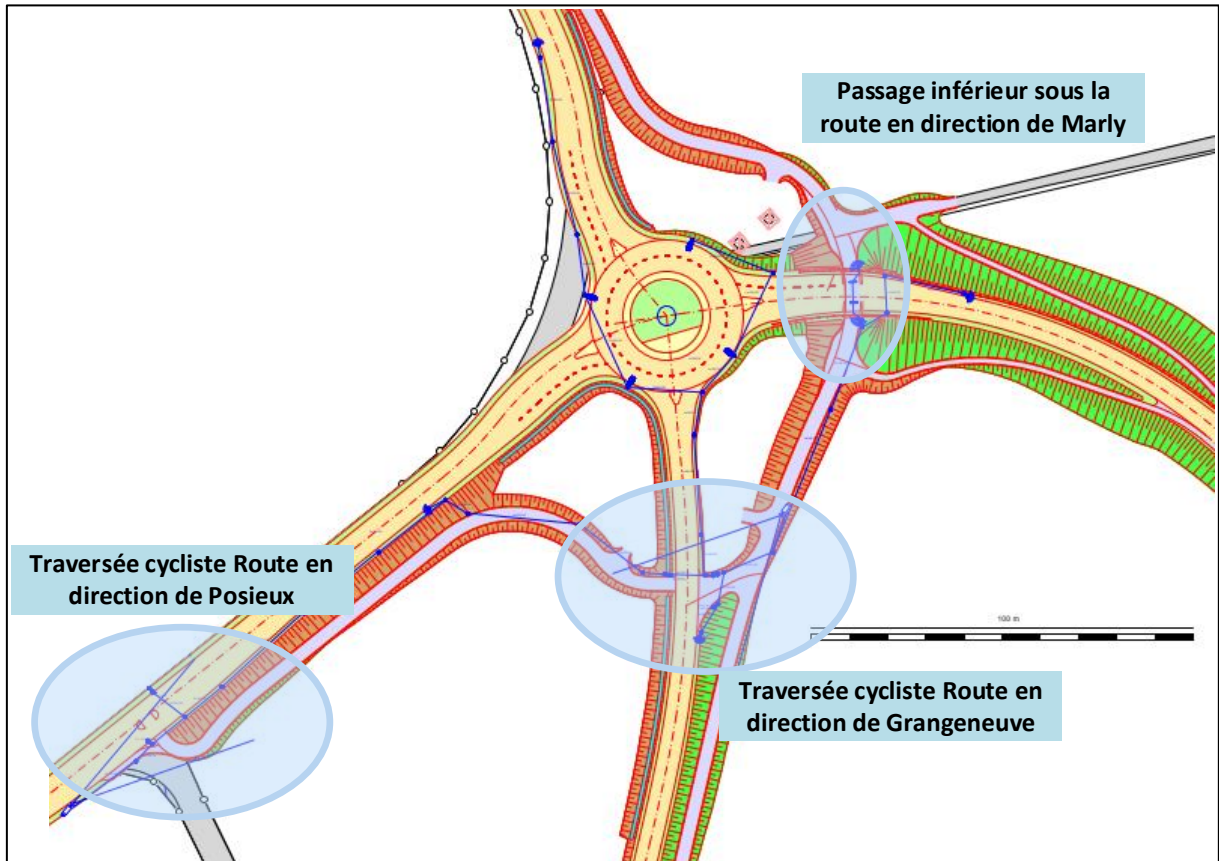 Passage inférieur sous la
route en direction de Marly
Traversée cycliste Route en
direction de Posieux
100 m
Traversée cycliste Route en
direction de Grangeneuve